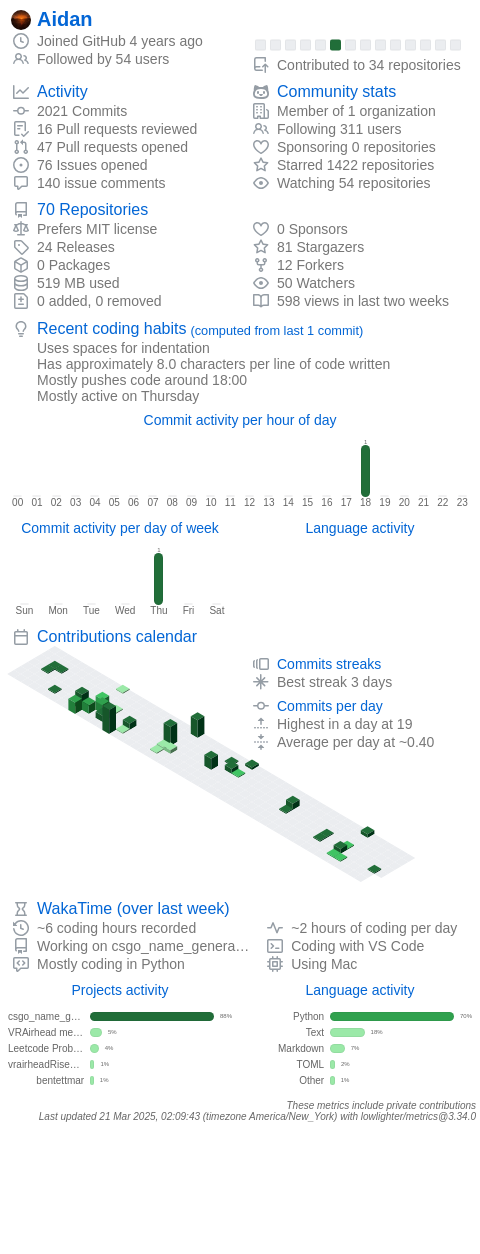 Aidan
Joined GitHub 4 years ago
Followed by 54 users
Contributed to 34 repositories
Activity
2021 Commits
16 Pull requests reviewed
47 Pull requests opened
76 Issues opened
140 issue comments
Community stats
Member of 1 organization
Following 311 users
Sponsoring 0 repositories
Starred 1422 repositories
Watching 54 repositories
70 Repositories
Prefers MIT license
24 Releases
0 Packages
519 MB used
0 added, 0 removed
0 Sponsors
81 Stargazers
12 Forkers
50 Watchers
598 views in last two weeks
Recent coding habits (computed from last 1 commit)
Uses spaces for indentation
Has approximately 8.0 characters per line of code written
Mostly pushes code around 18:00
Mostly active on Thursday
Commit activity per hour of day
1
00 01 02 03 04 05 06 07 08 09 10 11 12 13 14 15 16 17 18 19 20 21 22 23
Commit activity per day of week
1
Sun Mon Tue Wed Thu Fri Sat
Language activity
Contributions calendar
Commits streaks
Best streak 3 days
Commits per day
Highest in a day at 19
Average per day at ~0.40
WakaTime (over last week)
~6 coding hours recorded
Working on csgo_name_genera…
Mostly coding in Python
~2 hours of coding per day
Coding with VS Code
Using Mac
Projects activity
csgo_name_g… 88%
VRAirhead me… 5%
Leetcode Prob… 4%
vrairheadRise… 1%
bentettmar 1%
Language activity
Python 70%
Text 18%
Markdown 7%
TOML 2%
Other 1%
These metrics include private contributions
Last updated 21 Mar 2025, 02:09:43 (timezone America/New_York) with lowlighter/metrics@3.34.0